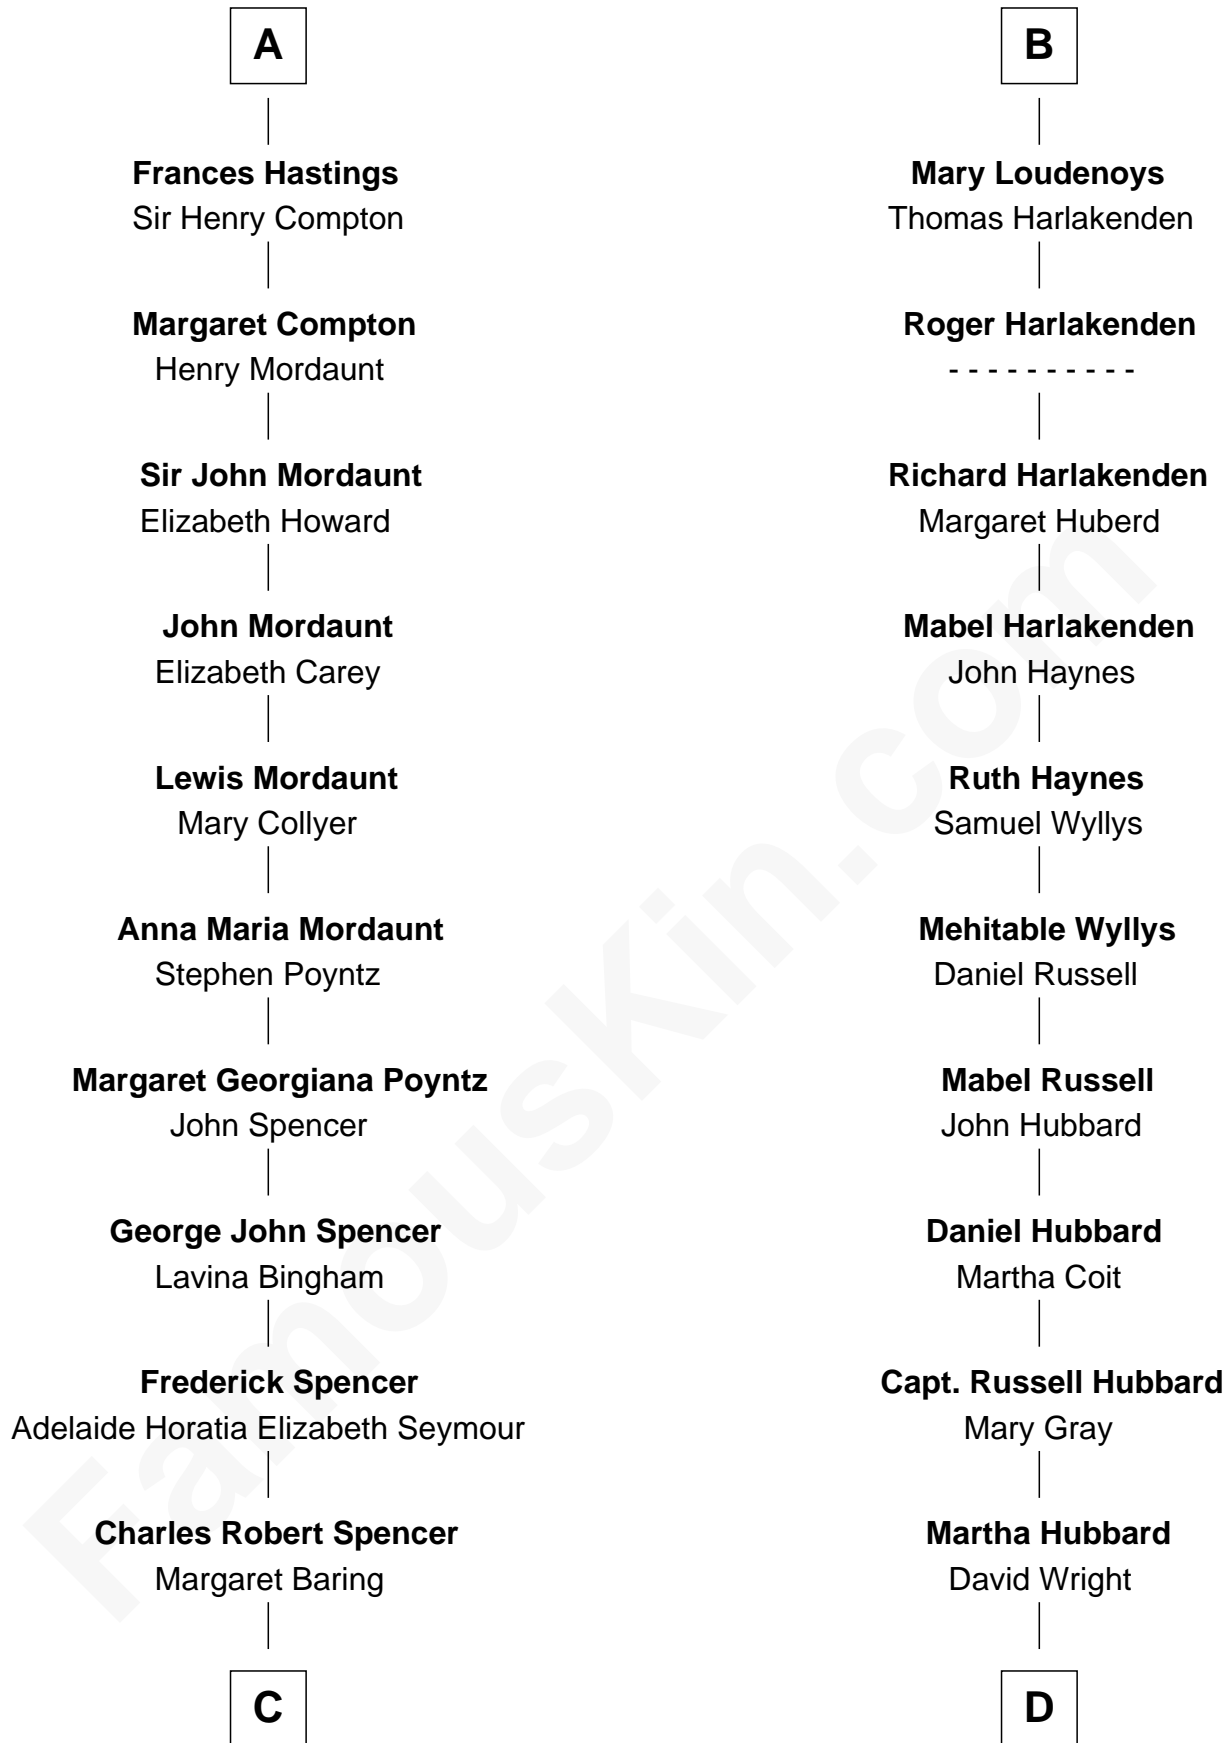 A
Frances Hastings
Sir Henry Compton
Margaret Compton
Henry Mordaunt
Sir John Mordaunt
Elizabeth Howard
John Mordaunt
Elizabeth Carey
Lewis Mordaunt
Mary Collyer
Anna Maria Mordaunt
Stephen Poyntz
Margaret Georgiana Poyntz
John Spencer
George John Spencer
Lavina Bingham
Frederick Spencer
Adelaide Horatia Elizabeth Seymour
Charles Robert Spencer
Margaret Baring
C
B
Mary Loudenoys
Thomas Harlakenden
Roger Harlakenden
- - - - - - - - - -
Richard Harlakenden
Margaret Huberd
Mabel Harlakenden
John Haynes
Ruth Haynes
Samuel Wyllys
Mehitable Wyllys
Daniel Russell
Mabel Russell
John Hubbard
Daniel Hubbard
Martha Coit
Capt. Russell Hubbard
Mary Gray
Martha Hubbard
David Wright
D
FamousKin.com